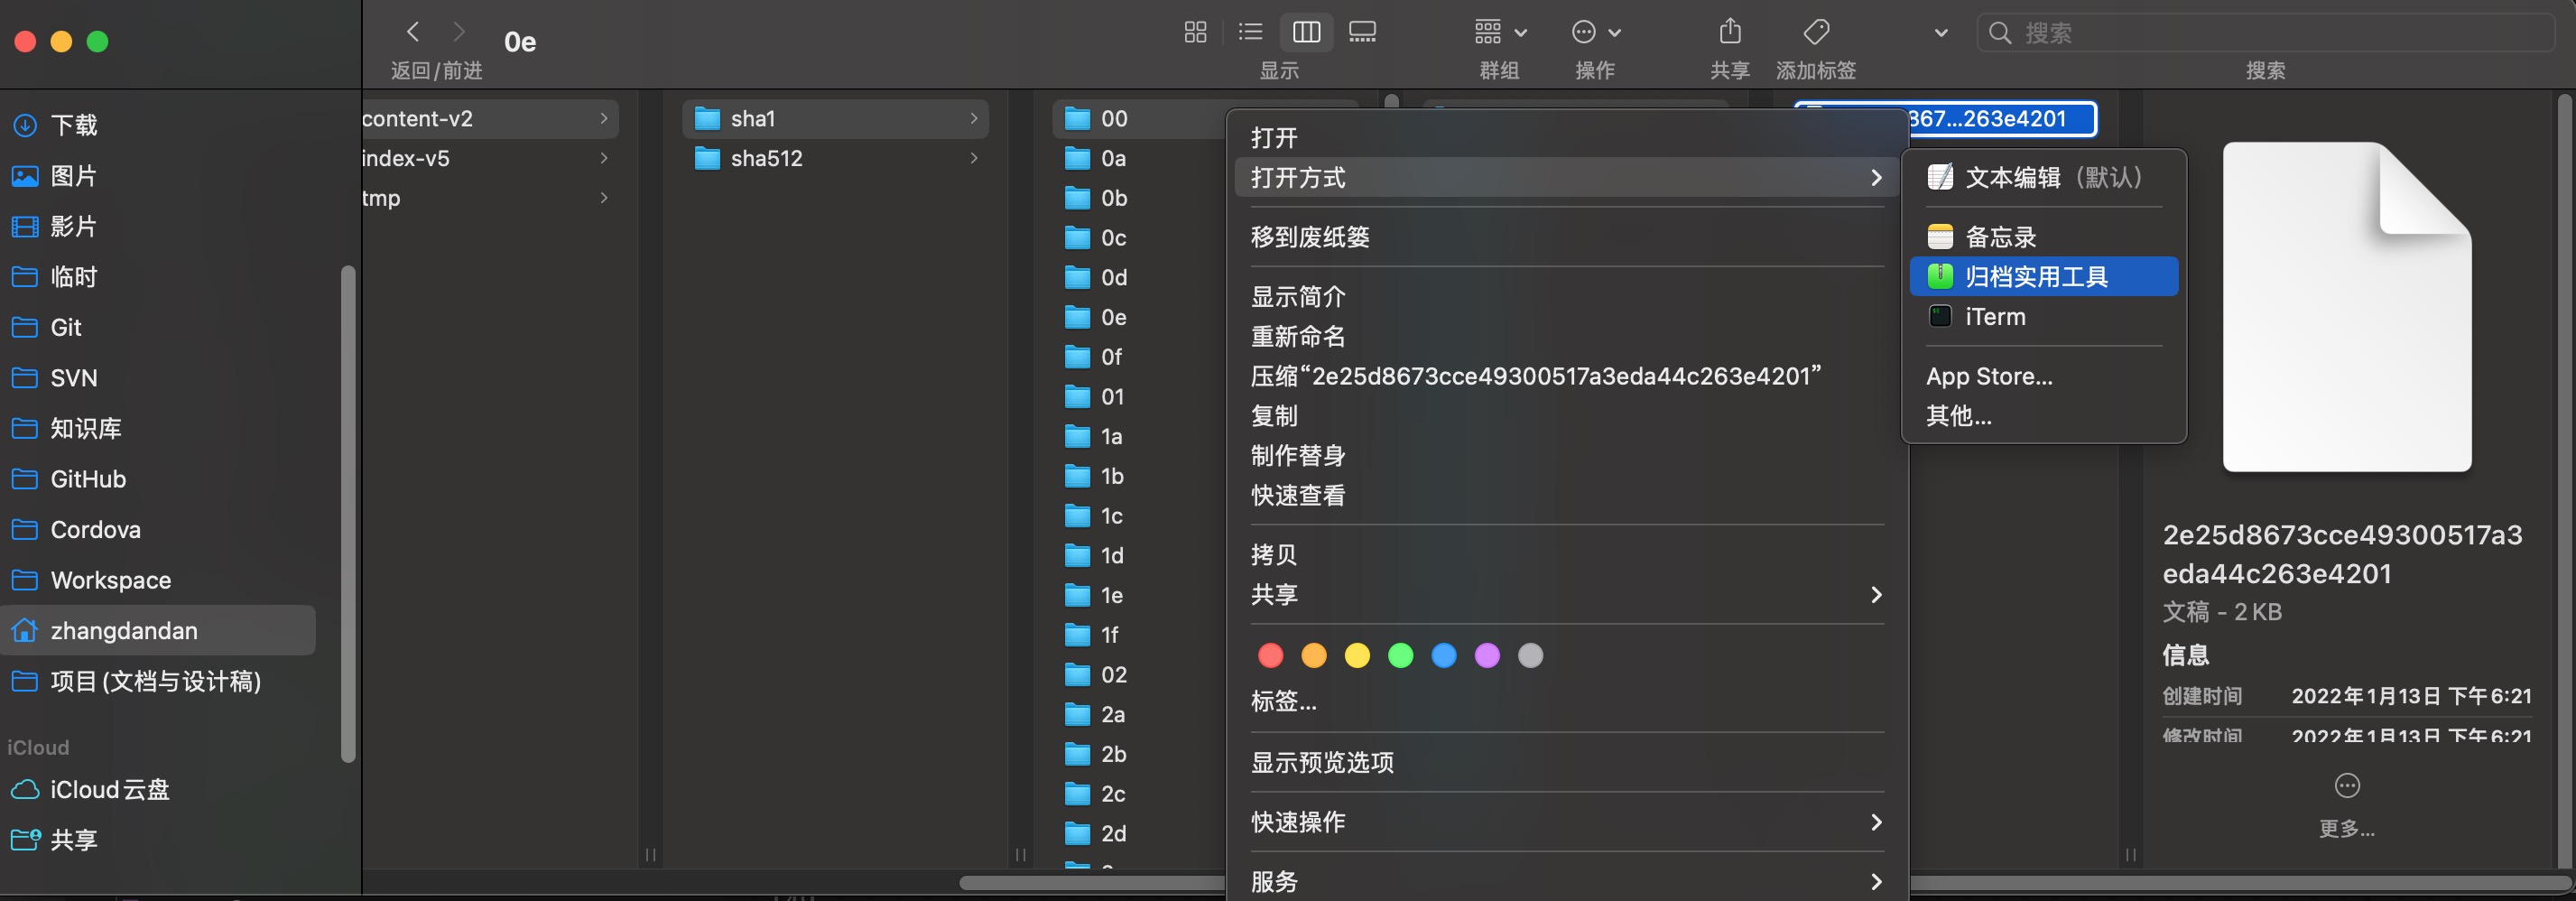 0e
返回/前进
显示
群组
操作
共享
添加标签
搜索
搜索
下载
图片
影片
临时
Git
SVN
知识库
GitHub
Cordova
Workspace
zhangdandan
项目(文档与设计稿)
iCloud
iCloud云盘
共享
content-v2
index-v5
tmp
sha1
sha512
00
0a
0b
0c
0d
0e
0f
01
1a
1b
1c
1d
1e
1f
02
2a
2b
2c
2d
打开
打开方式
移到废纸篓
显示简介
重新命名
压缩“2e25d8673cce49300517a3eda44c263e4201”
复制
制作替身
快速查看
拷贝
共享
标签...
显示预览选项
快速操作
服务
867...263e4201
文本编辑（默认）
备忘录
归档实用工具
iTerm
App Store...
其他...
2e25d8673cce49300517a3
eda44c263e4201
文稿 - 2 KB
信息
创建时间 2022年1月13日 下午6:21
修改时间 2022年1月13日 下午6:21
更多...